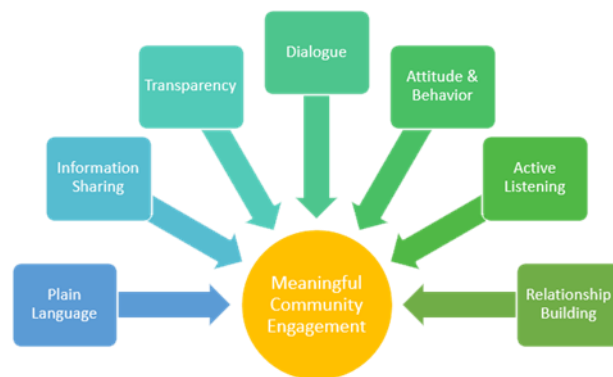 Dialogue
Transparency
Attitude &
Behavior
Information
Sharing
Active
Listening
Plain
Language
Meaningful
Community
Engagement
Relationship
Building